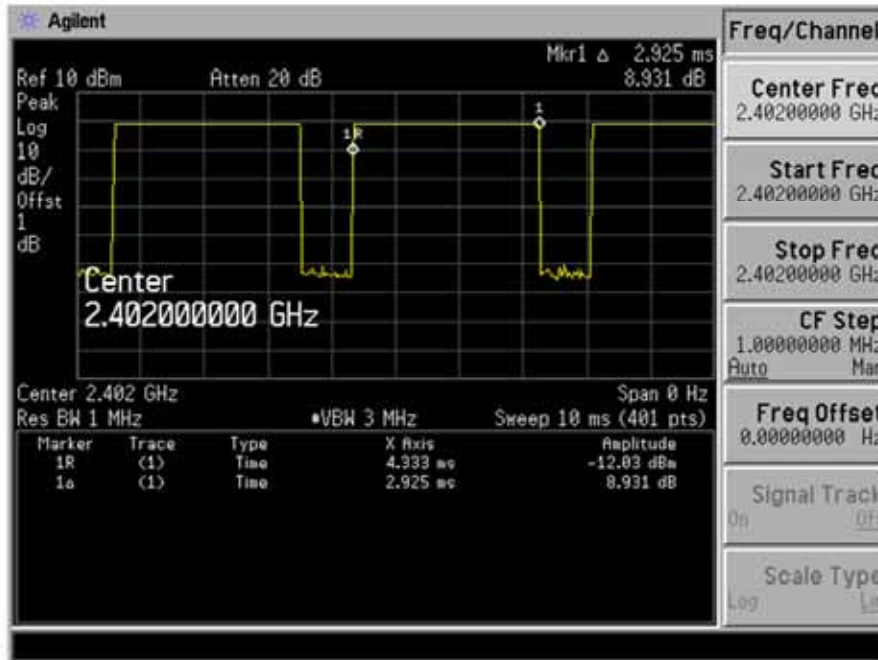 Agilent
Freq/Channel
Mkr1 Δ 2.925 ms
Ref 10 dBm Atten 20 dB 8.931 dB
Peak
Log
10
dB/
Offst
1
dB
1R
1
Center
2.402000000 GHz
Center 2.402 GHz Span 0 Hz
Res BW 1 MHz *VBW 3 MHz Sweep 10 ms (401 pts)
Marker Trace Type X Axis Amplitude
1R (1) Time 4.333 ms -12.03 dBm
1Δ (1) Time 2.925 ms 8.931 dB
Center Freq
2.40200000 GHz
Start Freq
2.40200000 GHz
Stop Freq
2.40200000 GHz
CF Step
1.00000000 MHz
Auto Man
Freq Offset
0.00000000 Hz
Signal Track
On Off
Scale Type
Log Lin